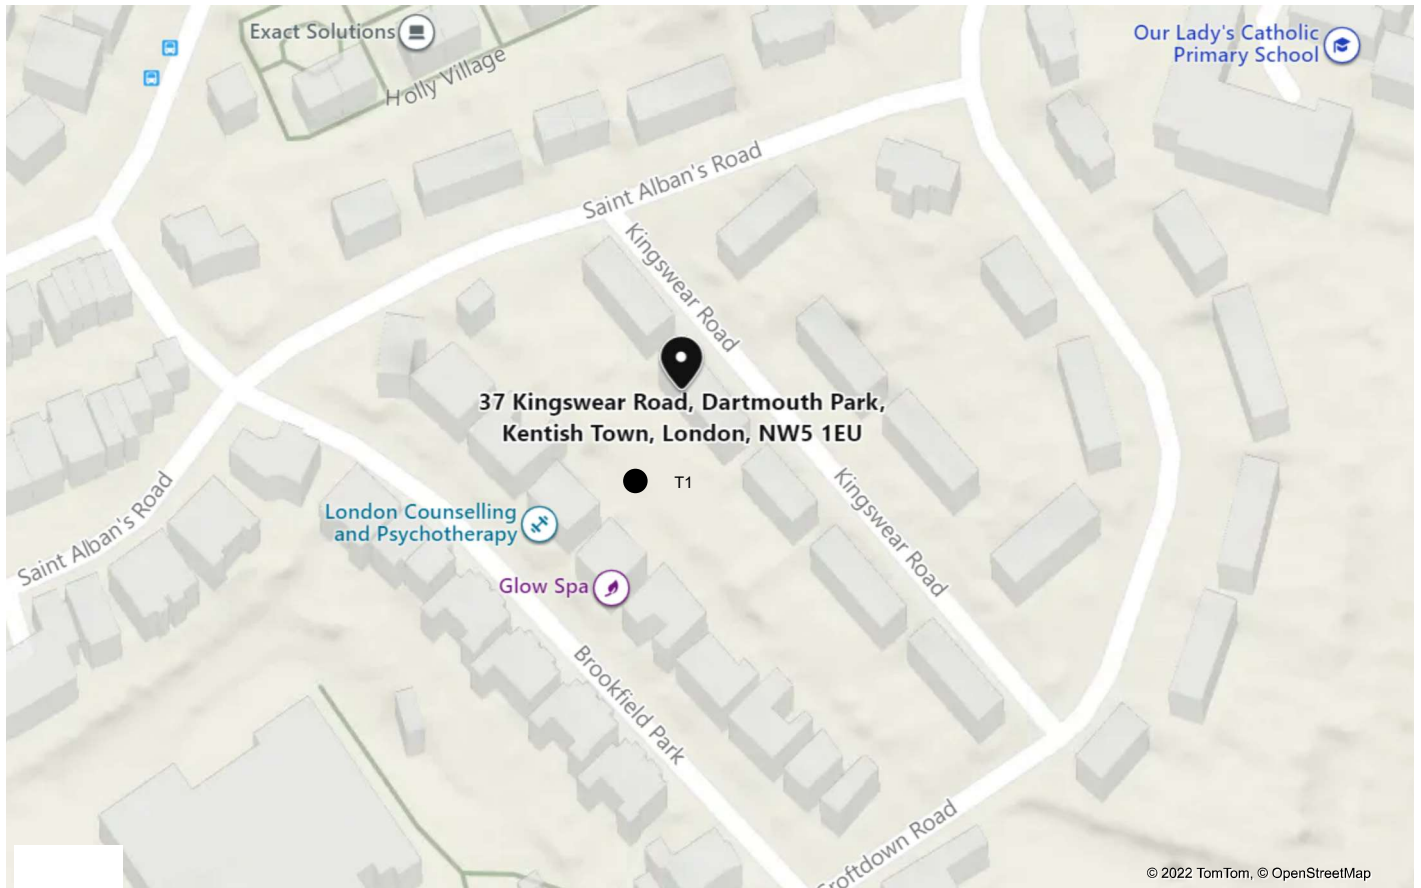 Exact Solutions
Holly Village
Our Lady's Catholic
Primary School
Saint Alban's Road
Kingswear Road
37 Kingswear Road, Dartmouth Park,
Kentish Town, London, NW5 1EU
T1
Kingswear Road
London Counselling
and Psychotherapy
Saint Alban's Road
Glow Spa
Brookfield Park
Croftdown Road
© 2022 TomTom, © OpenStreetMap